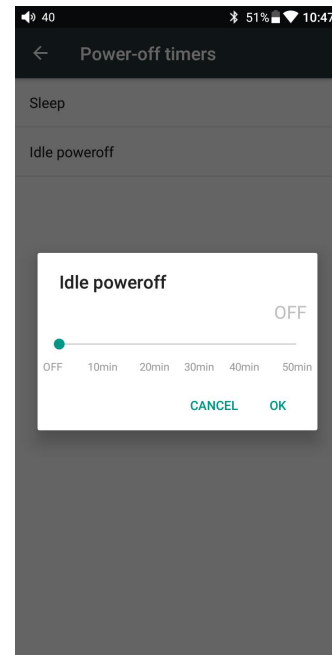 40 51% 10:47
Power-off timers
Sleep
Idle poweroff
Idle poweroff
OFF
OFF 10min 20min 30min 40min 50min
CANCEL OK